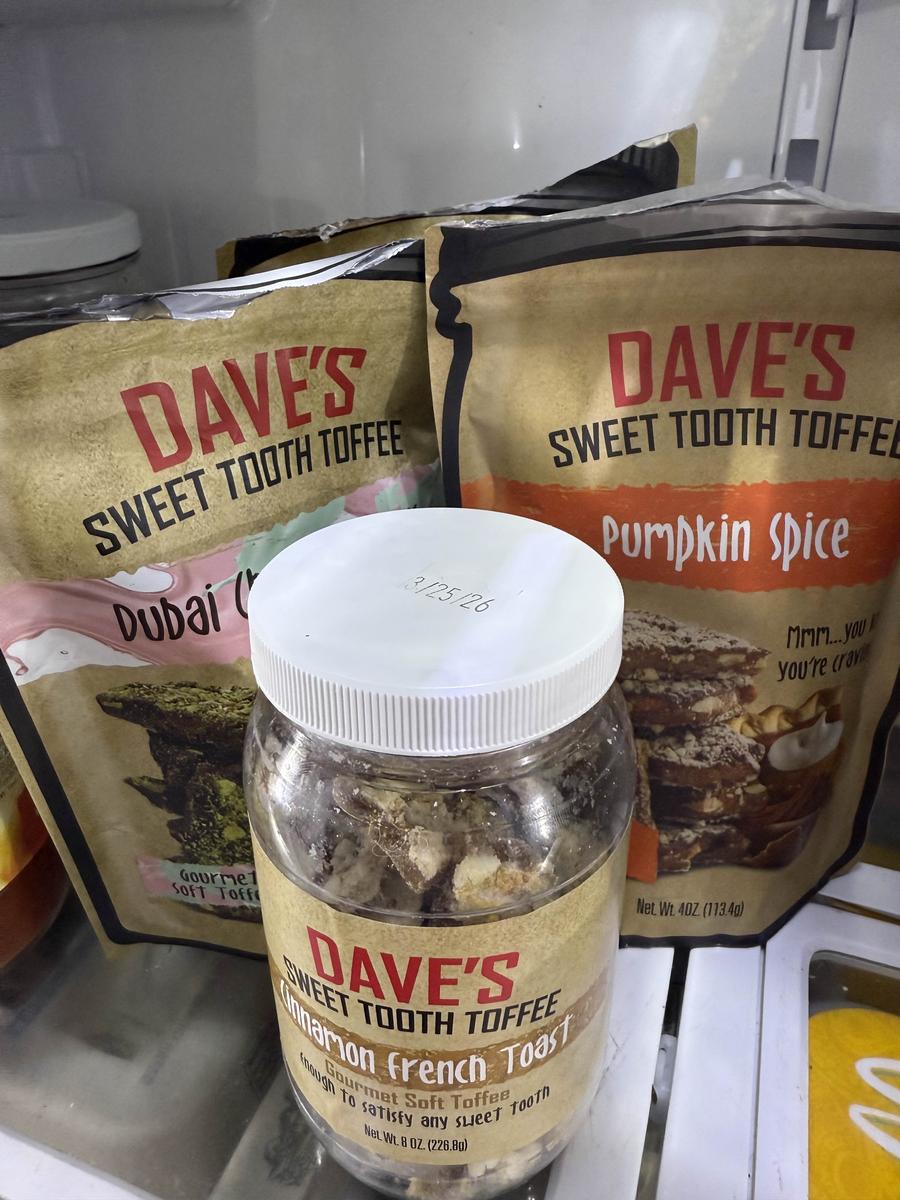 DAVE'S
SWEET TOOTH TOFFEE
Dubai
Gourmet
Soft
DAVE'S
SWEET TOOTH TOFFEE
Pumpkin Spice
Mmm...you
you're
Net. Wt. 4OZ. (113.4g)
3/25/26
DAVE'S
SWEET TOOTH TOFFEE
Cinnamon French Toast
Gourmet Soft Toffee
Enough to satisfy any sweet tooth
Net. Wt. 8 OZ. (226.8g)